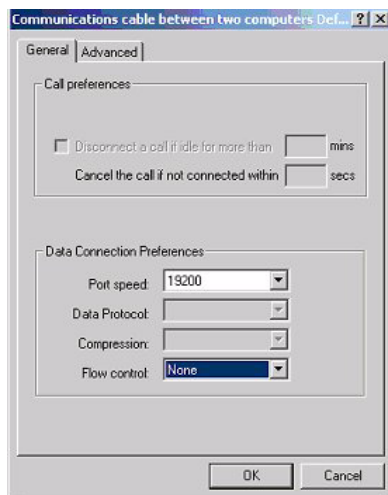 Communications cable between two computers Def... ? ×
General Advanced
Call preferences
Disconnect a call if idle for more than mins
Cancel the call if not connected within secs
Data Connection Preferences
Port speed: 19200
Data Protocol:
Compression:
Flow control: None
OK Cancel